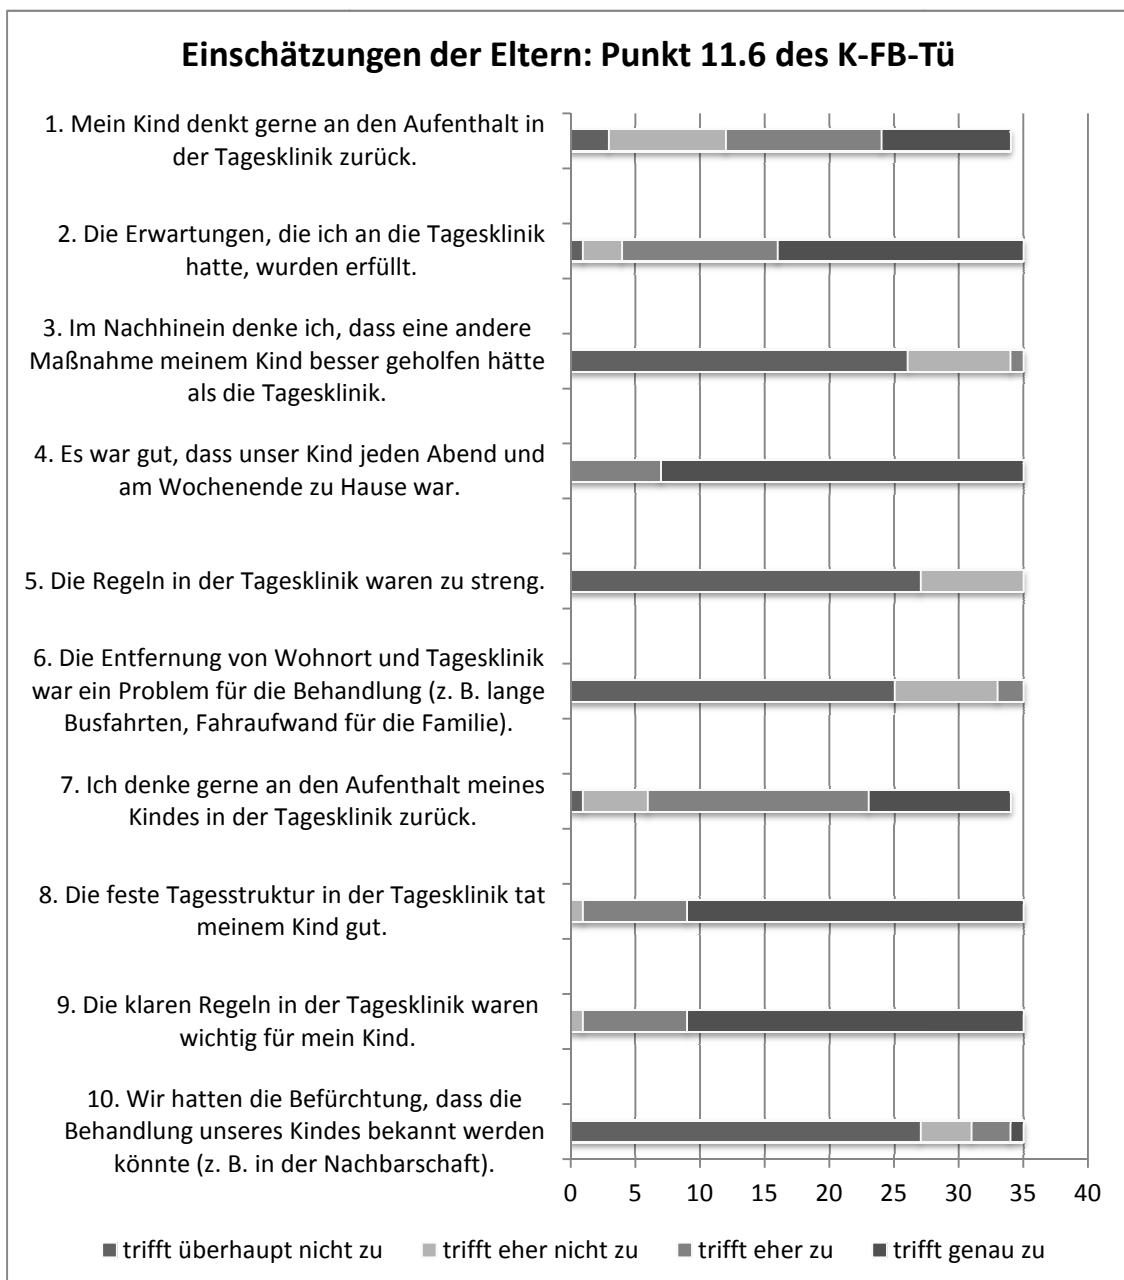 Einschätzungen der Eltern: Punkt 11.6 des K-FB-Tü
1. Mein Kind denkt gerne an den Aufenthalt in
der Tagesklinik zurück.
2. Die Erwartungen, die ich an die Tagesklinik
hatte, wurden erfüllt.
3. Im Nachhinein denke ich, dass eine andere
Maßnahme meinem Kind besser geholfen hätte
als die Tagesklinik.
4. Es war gut, dass unser Kind jeden Abend und
am Wochenende zu Hause war.
5. Die Regeln in der Tagesklinik waren zu streng.
6. Die Entfernung von Wohnort und Tagesklinik
war ein Problem für die Behandlung (z. B. lange
Busfahrten, Fahraufwand für die Familie).
7. Ich denke gerne an den Aufenthalt meines
Kindes in der Tagesklinik zurück.
8. Die feste Tagesstruktur in der Tagesklinik tat
meinem Kind gut.
9. Die klaren Regeln in der Tagesklinik waren
wichtig für mein Kind.
10. Wir hatten die Befürchtung, dass die
Behandlung unseres Kindes bekannt werden
könnte (z. B. in der Nachbarschaft).
0 5 10 15 20 25 30 35 40
trifft überhaupt nicht zu trifft eher nicht zu trifft eher zu trifft genau zu